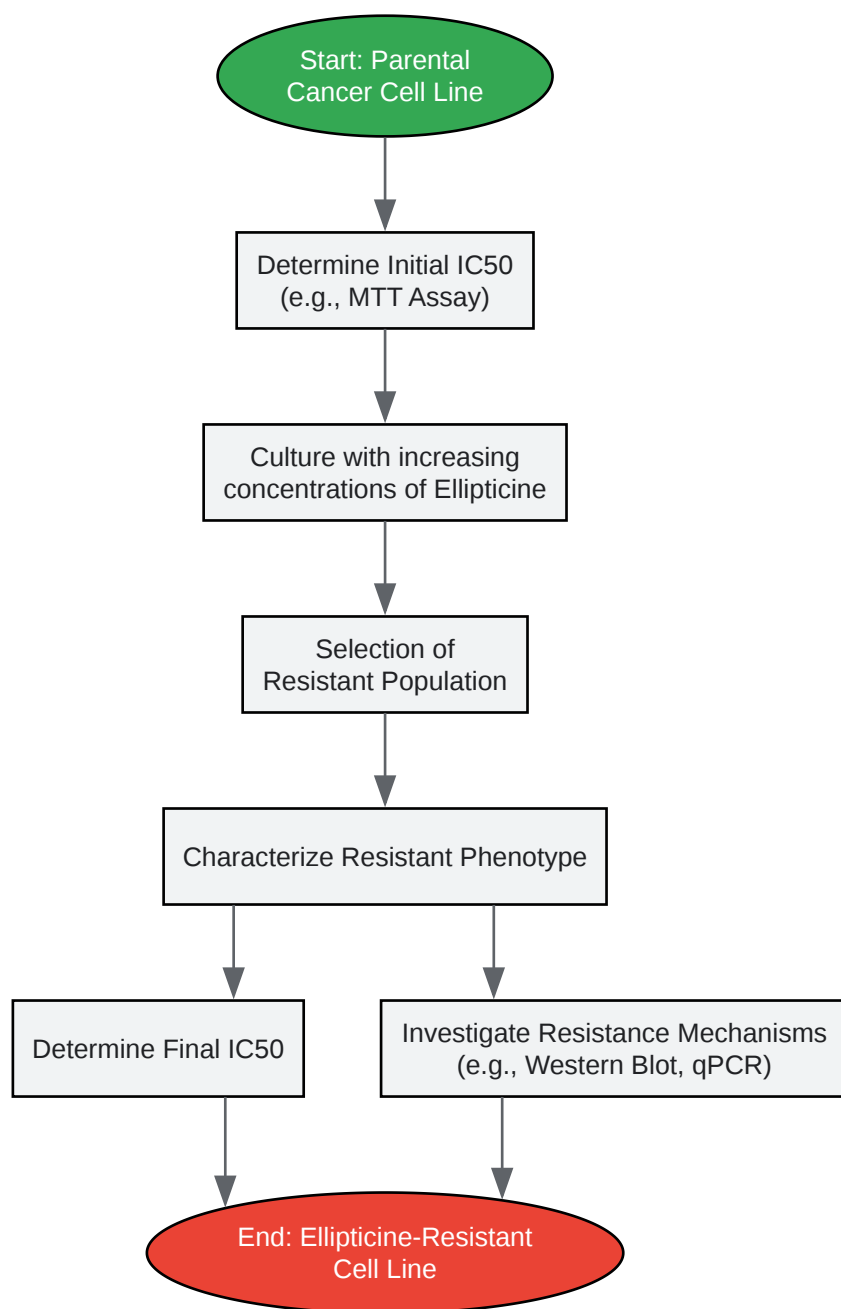 Start: Parental
Cancer Cell Line
Determine Initial IC50
(e.g., MTT Assay)
Culture with increasing
concentrations of Ellipticine
Selection of
Resistant Population
Characterize Resistant Phenotype
Determine Final IC50
Investigate Resistance Mechanisms
(e.g., Western Blot, qPCR)
End: Ellipticine-Resistant
Cell Line